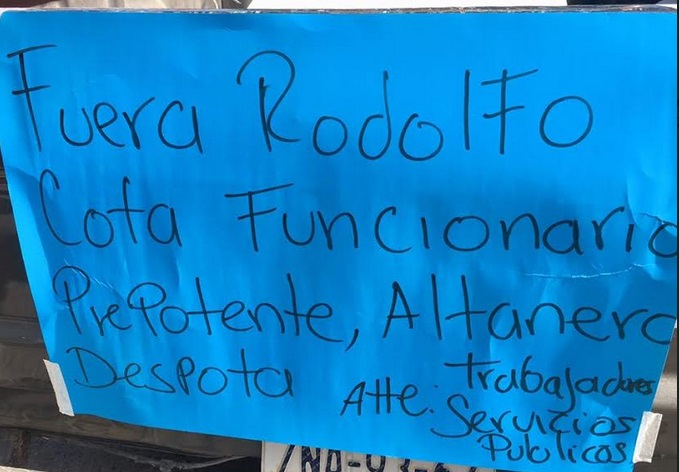 Fuera Rodolfo
Cota Funcionario
Prepotente, Altanero
Despota
Atte: Trabajadores
Servicios
Publicos